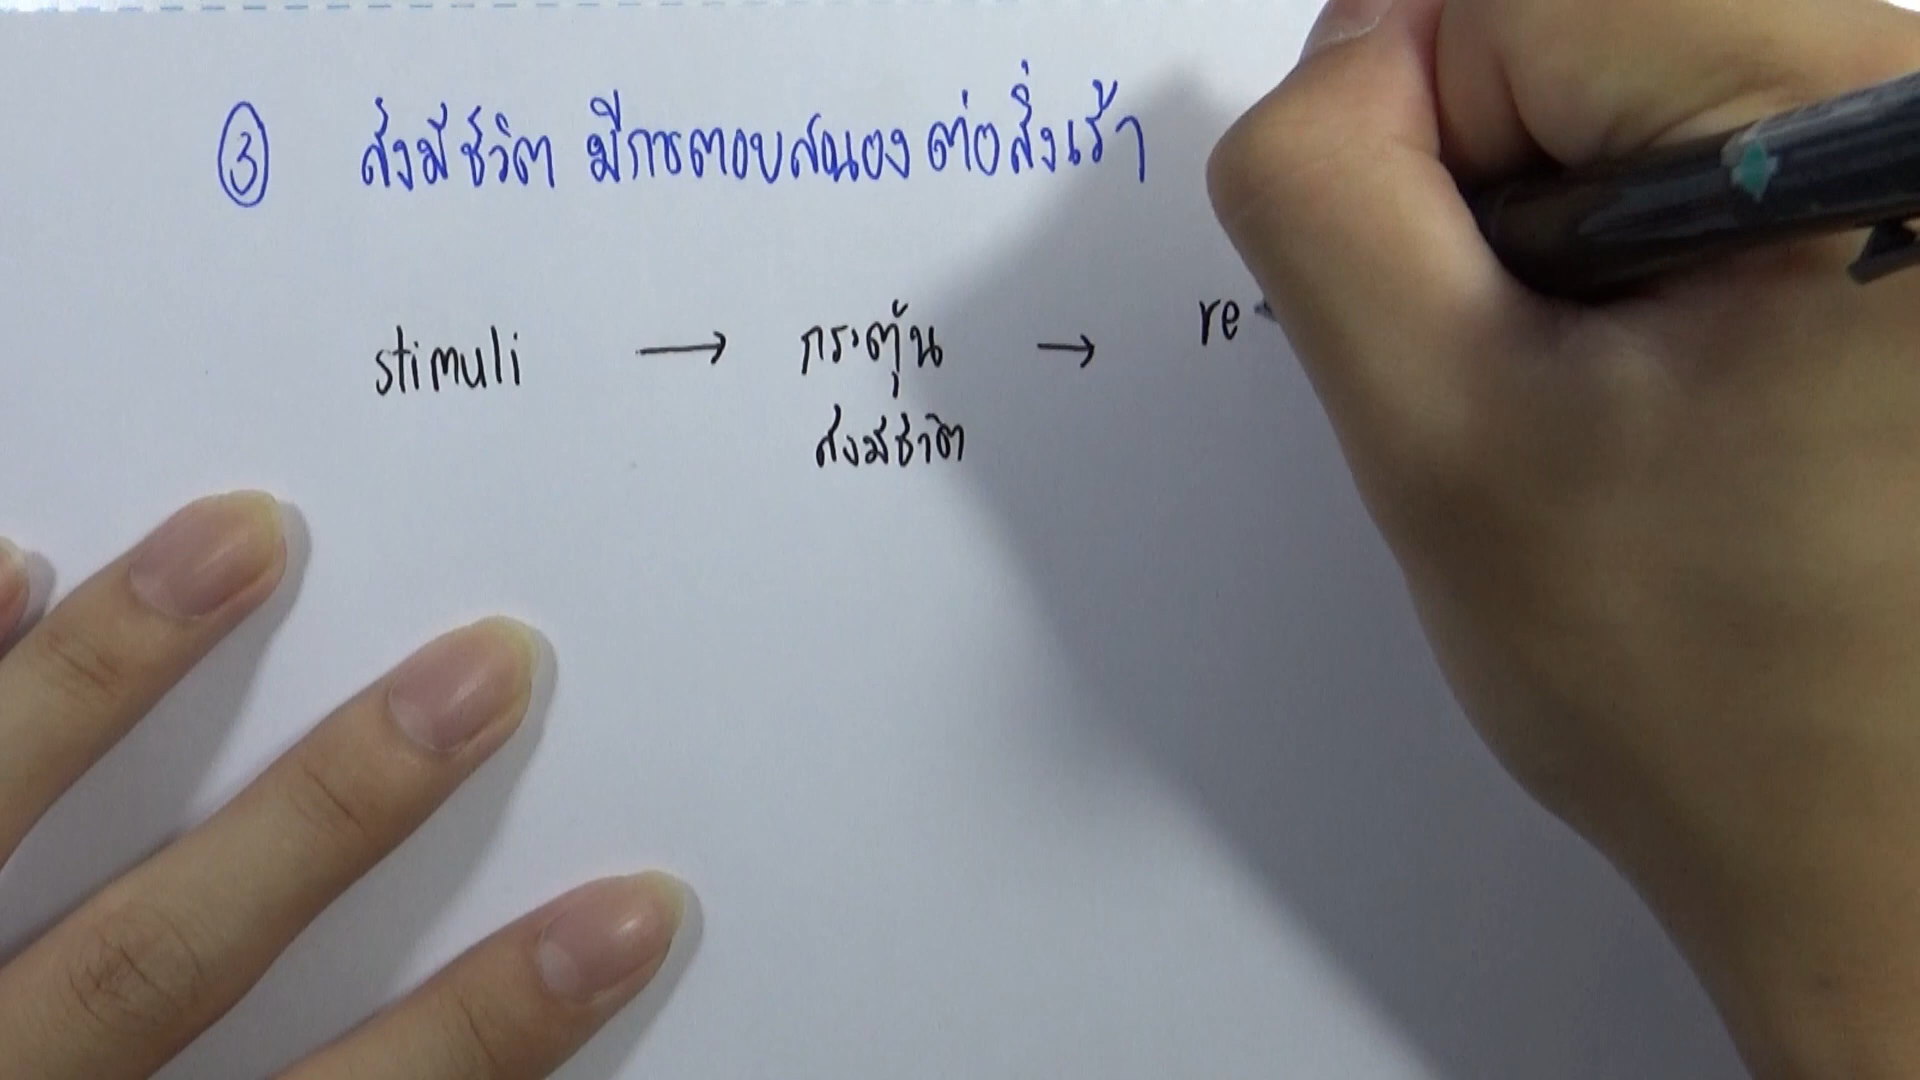 ③ สิ่งมีชีวิต มีการตอบสนองต่อสิ่งเร้า
stimuli → กระตุ้น → re
สิ่งมีชีวิต